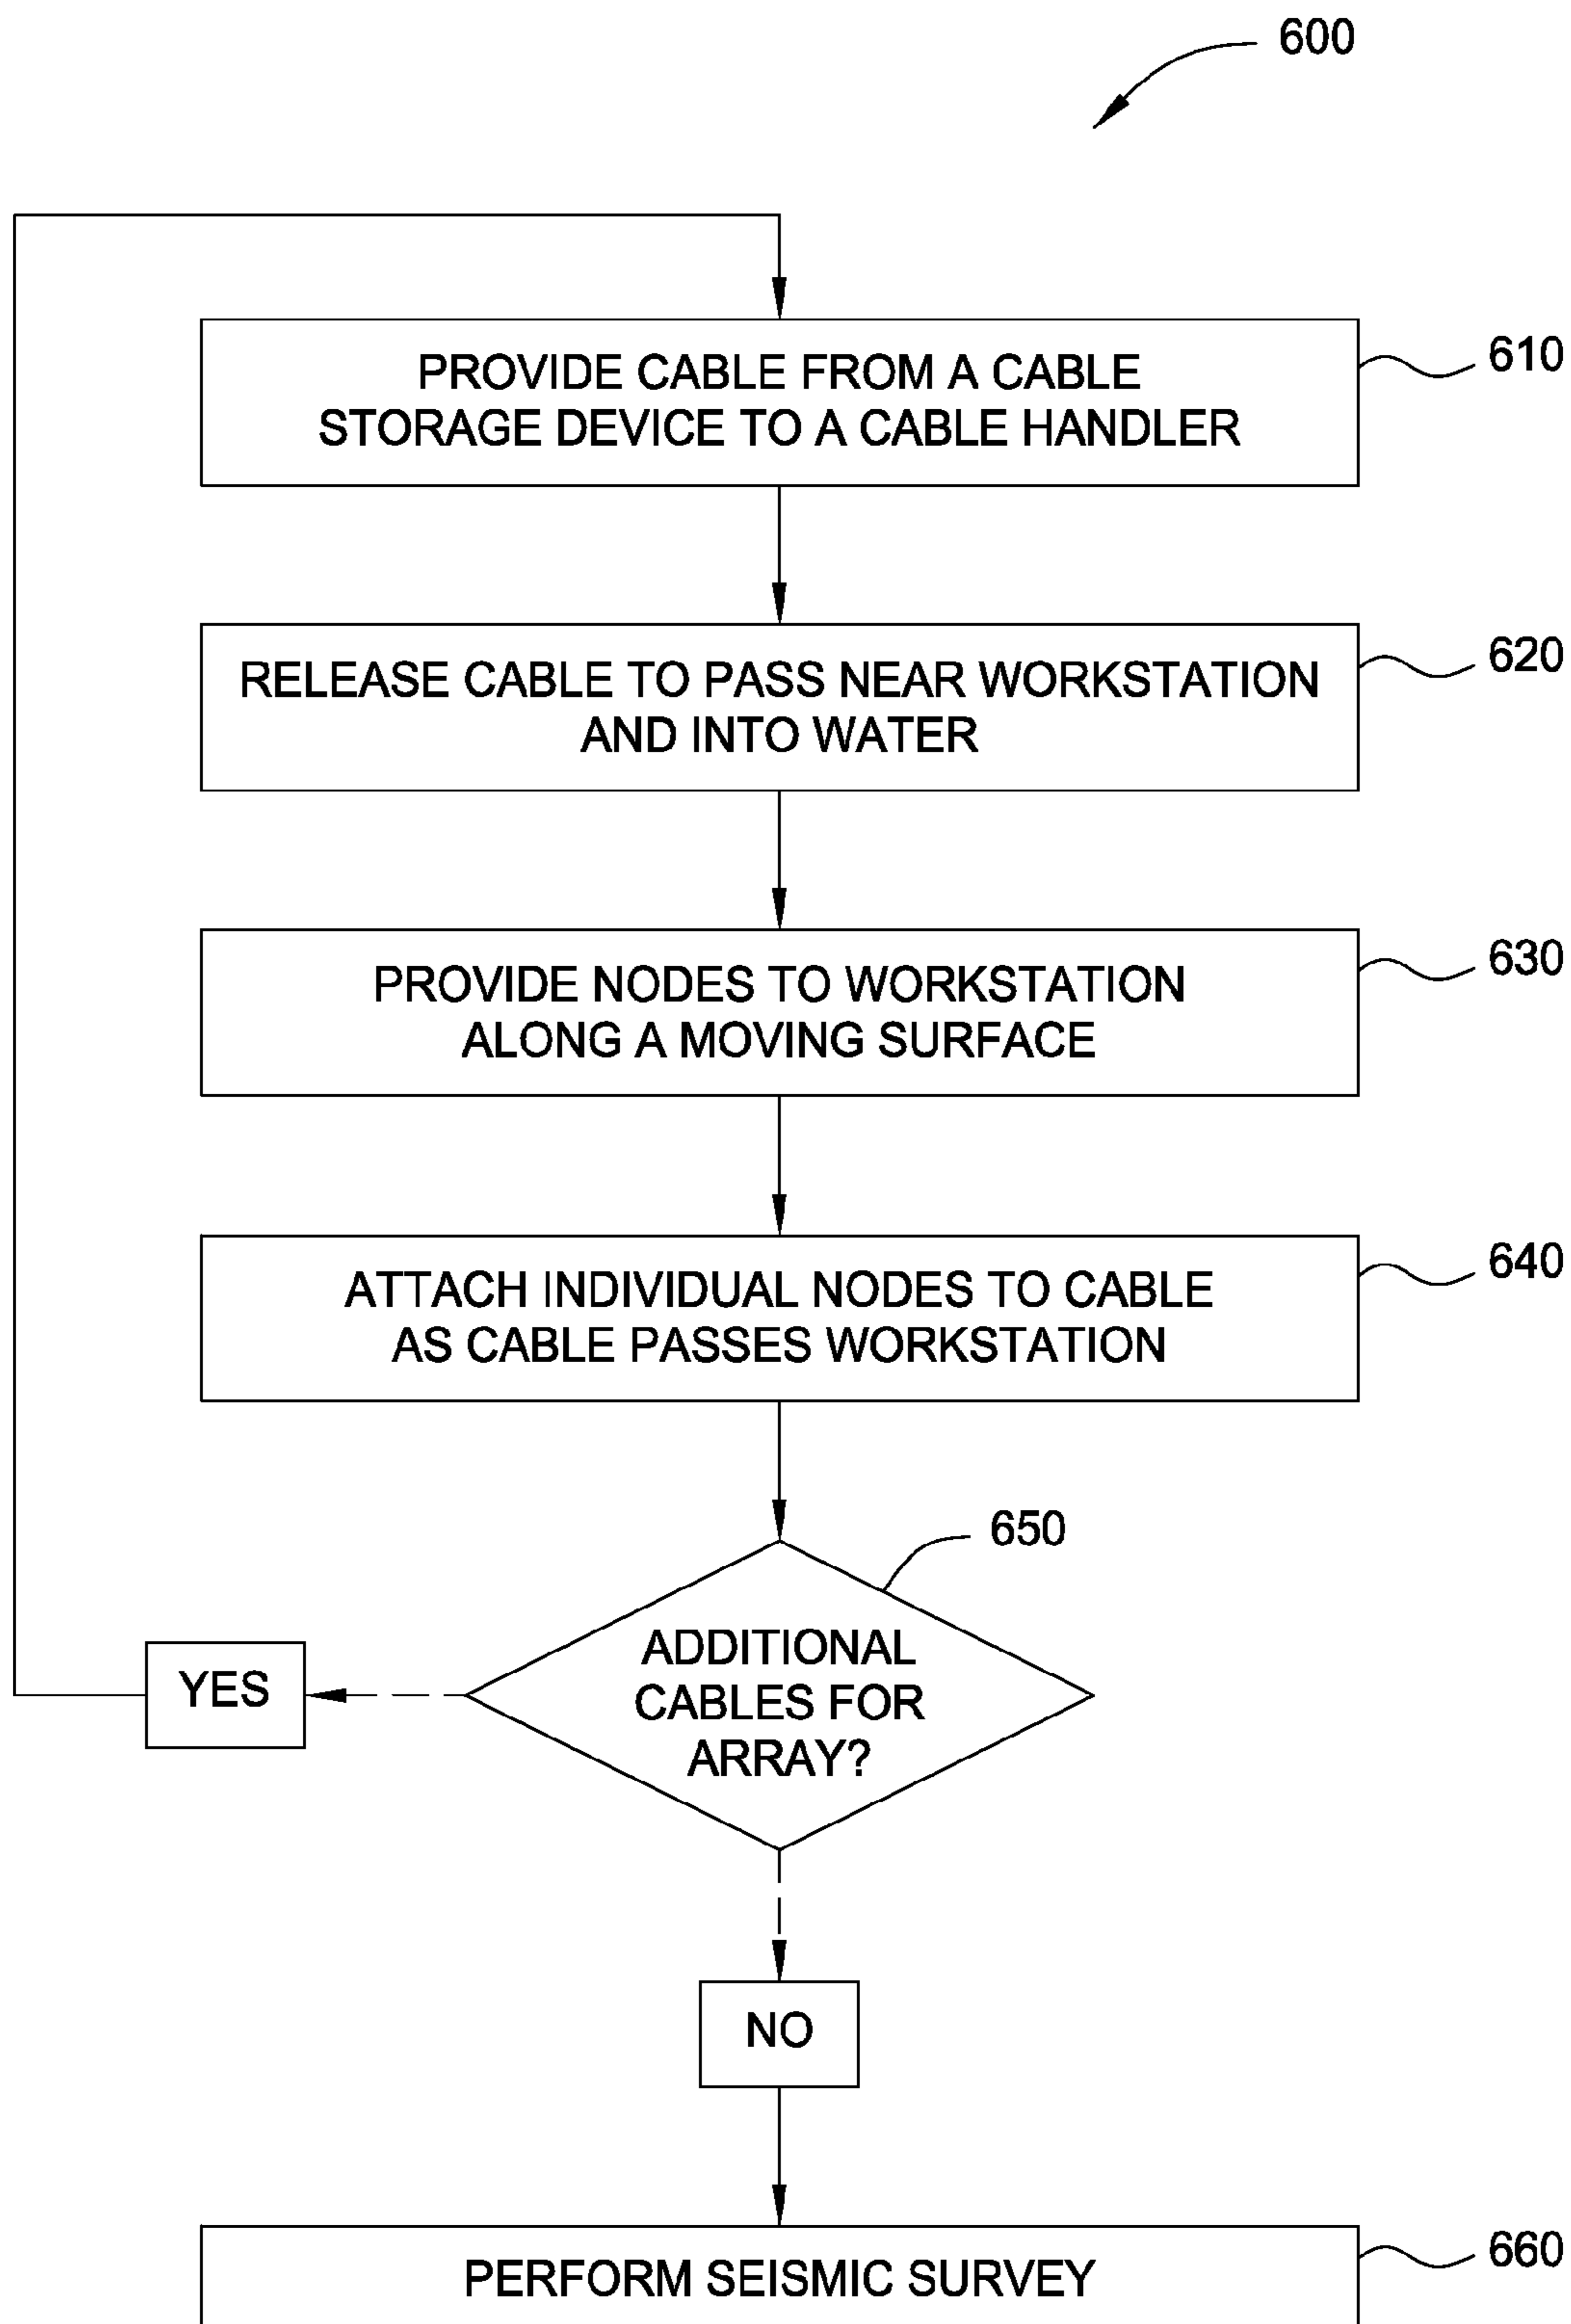 600
PROVIDE CABLE FROM A CABLE
STORAGE DEVICE TO A CABLE HANDLER
610
RELEASE CABLE TO PASS NEAR WORKSTATION
AND INTO WATER
620
PROVIDE NODES TO WORKSTATION
ALONG A MOVING SURFACE
630
ATTACH INDIVIDUAL NODES TO CABLE
AS CABLE PASSES WORKSTATION
640
650
ADDITIONAL
CABLES FOR
ARRAY?
YES
NO
PERFORM SEISMIC SURVEY
660